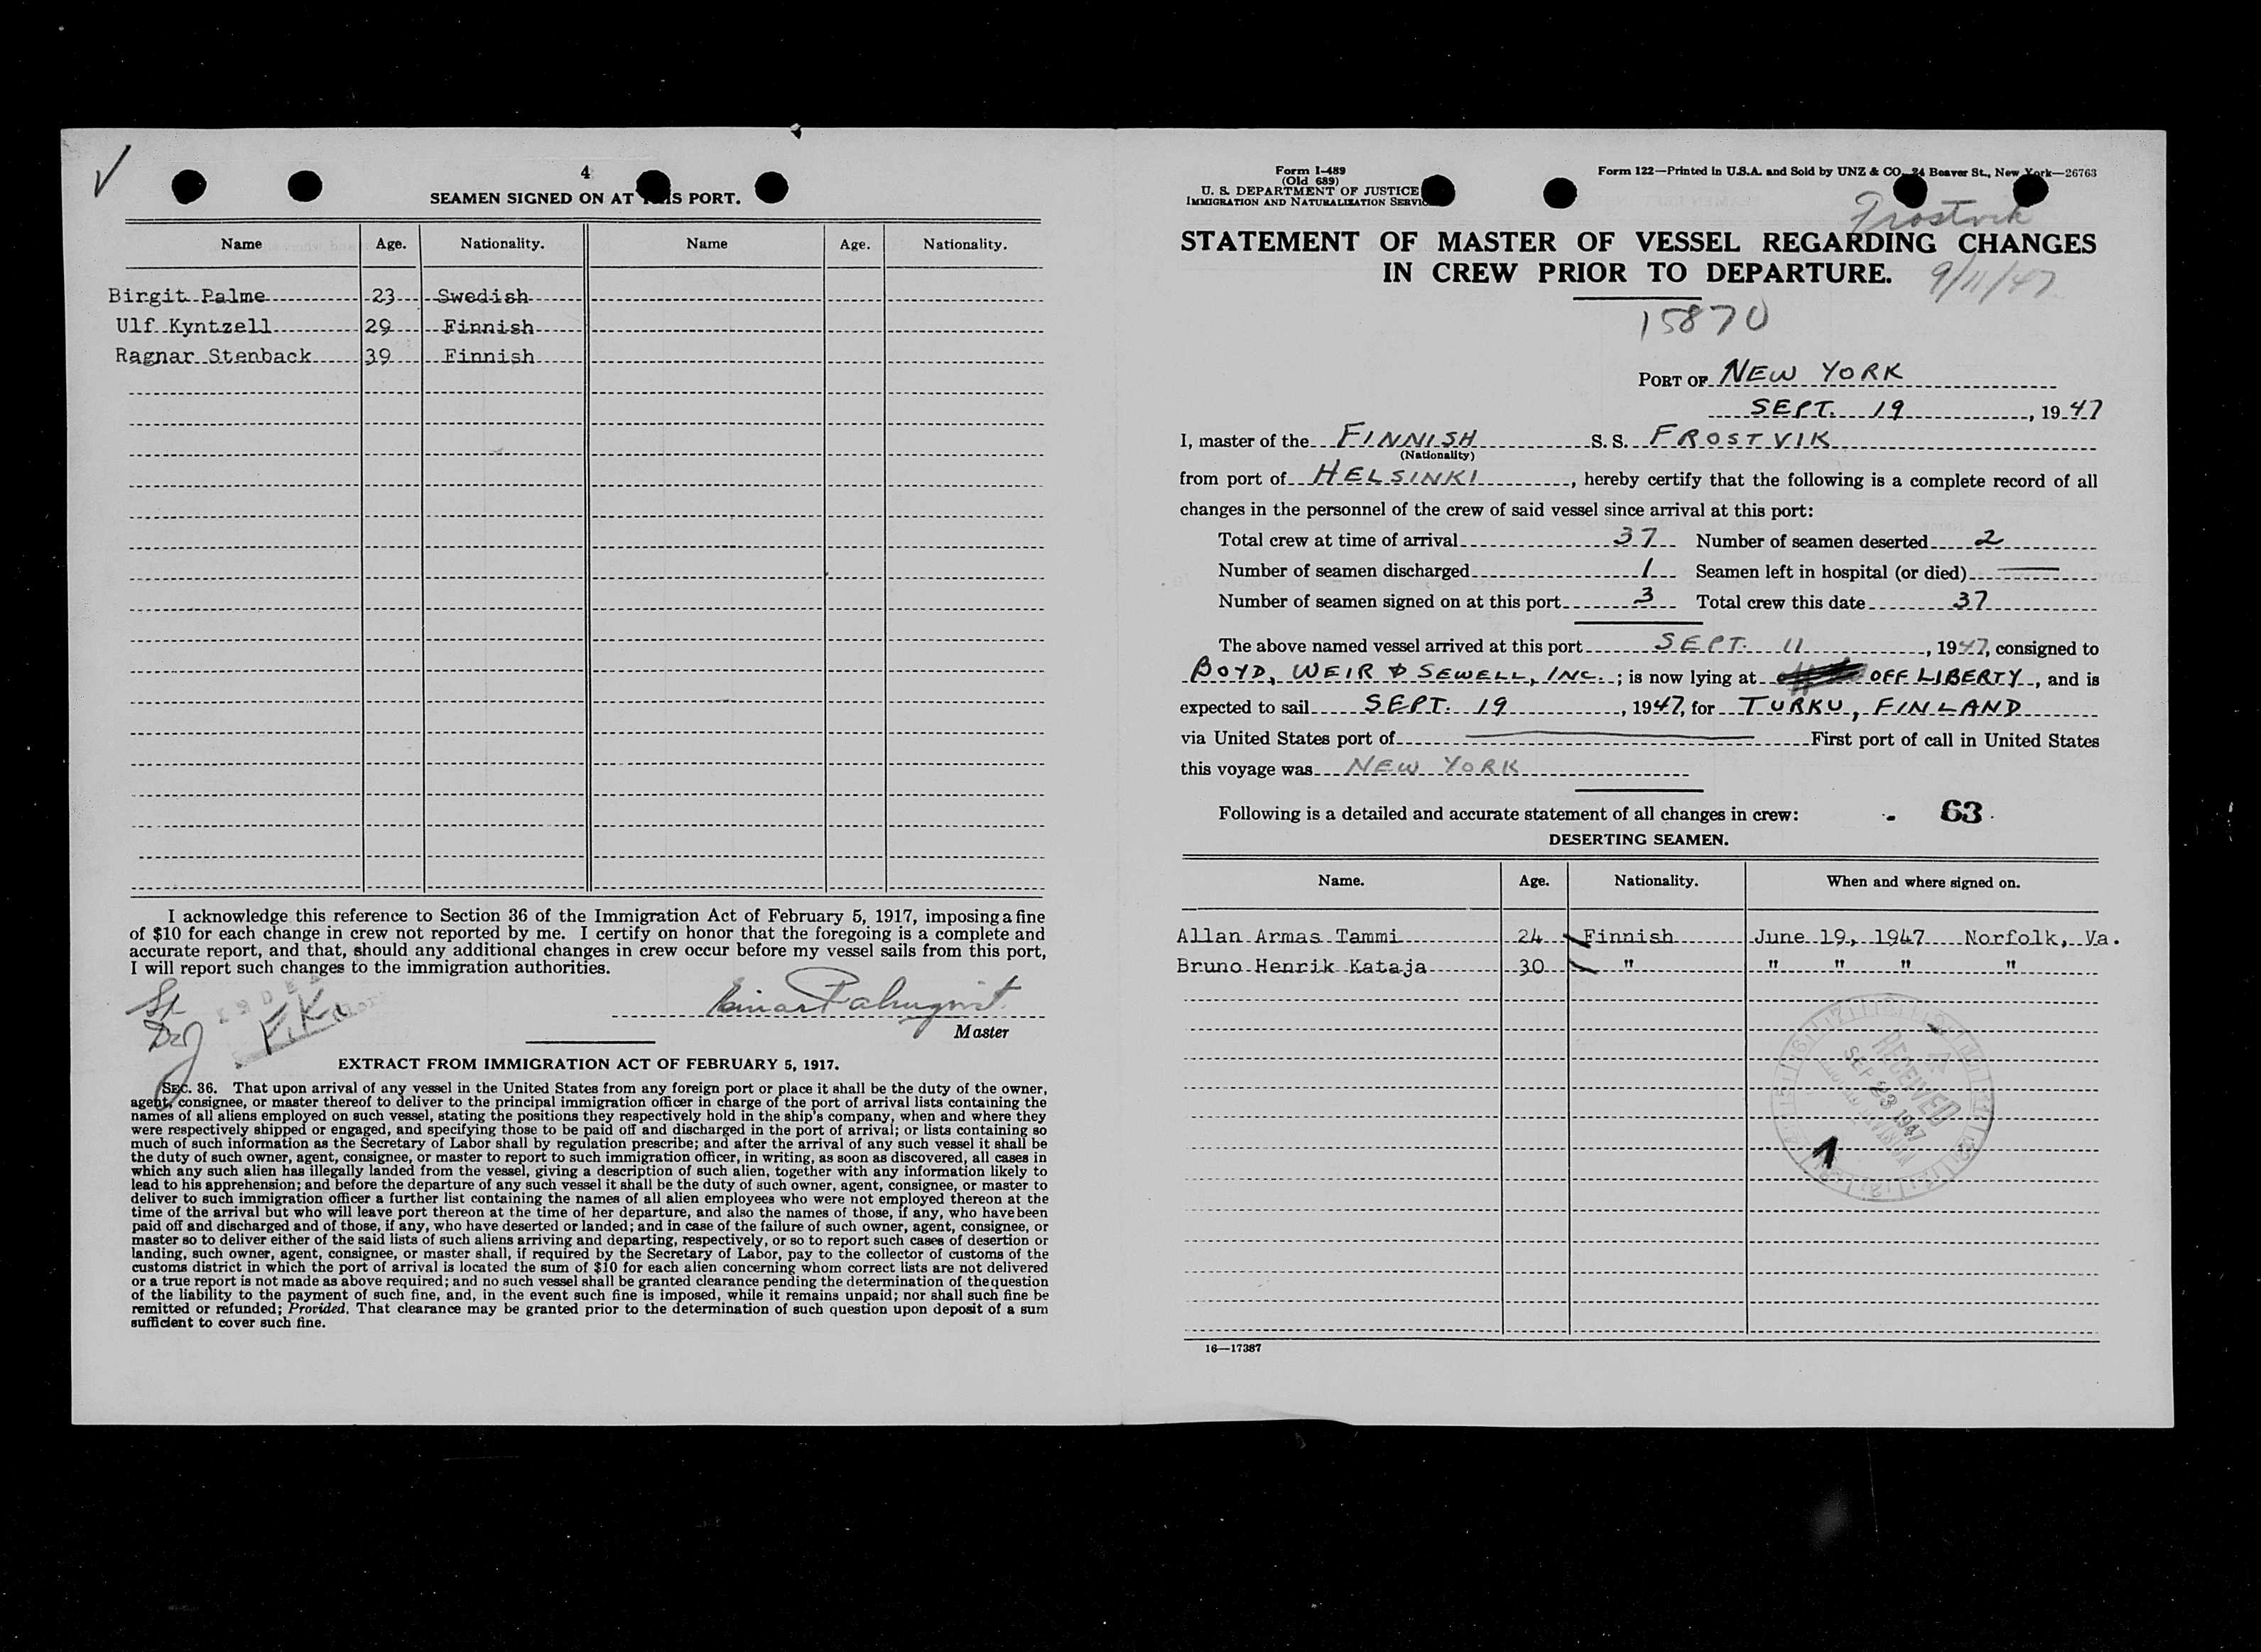 4
SEAMEN SIGNED ON AT THIS PORT.
Name Age. Nationality. Name Age. Nationality.
Birgit Palme 23 Swedish
Ulf Kyntzell 29 Finnish
Ragnar Stenback 39 Finnish
I acknowledge this reference to Section 36 of the Immigration Act of February 5, 1917, imposing a fine
of $10 for each change in crew not reported by me. I certify on honor that the foregoing is a complete and
accurate report, and that, should any additional changes in crew occur before my vessel sails from this port,
I will report such changes to the immigration authorities.
Einar Palmqvist
Master
EXTRACT FROM IMMIGRATION ACT OF FEBRUARY 5, 1917.
SEC. 36. That upon arrival of any vessel in the United States from any foreign port or place it shall be the duty of the owner,
agent, consignee, or master thereof to deliver to the principal immigration officer in charge of the port of arrival lists containing the
names of all aliens employed on such vessel, stating the positions they respectively hold in the ship's company, when and where they
were respectively shipped or engaged, and specifying those to be paid off and discharged in the port of arrival; or lists containing so
much of such information as the Secretary of Labor shall by regulation prescribe; and after the arrival of any such vessel it shall be
the duty of such owner, agent, consignee, or master to report to such immigration officer, in writing, as soon as discovered, all cases in
which any such alien has illegally landed from the vessel, giving a description of such alien, together with any information likely to
lead to his apprehension; and before the departure of any such vessel it shall be the duty of such owner, agent, consignee, or master to
deliver to such immigration officer a further list containing the names of all alien employees who were not employed thereon at the
time of the arrival but who will leave port thereon at the time of her departure, and also the names of those, if any, who have been
paid off and discharged and of those, if any, who have deserted or landed; and in case of the failure of such owner, agent, consignee, or
master so to deliver either of the said lists of such aliens arriving and departing, respectively, or so to report such cases of desertion or
landing, such owner, agent, consignee, or master shall, if required by the Secretary of Labor, pay to the collector of customs of the
customs district in which the port of arrival is located the sum of $10 for each alien concerning whom correct lists are not delivered
or a true report is not made as above required; and no such vessel shall be granted clearance pending the determination of the question
of the liability to the payment of such fine, and, in the event such fine is imposed, while it remains unpaid; nor shall such fine be
remitted or refunded; Provided, That clearance may be granted prior to the determination of such question upon deposit of a sum
sufficient to cover such fine.
Form I-489
(Old 689)
U. S. DEPARTMENT OF JUSTICE
IMMIGRATION AND NATURALIZATION SERVICE
Form 122—Printed in U.S.A. and Sold by UNZ & CO., 24 Beaver St., New York—26763
Frostvik
STATEMENT OF MASTER OF VESSEL REGARDING CHANGES
IN CREW PRIOR TO DEPARTURE.
9/11/47
15870
PORT OF NEW YORK
SEPT. 19, 1947
I, master of the FINNISH S. S. FROSTVIK
(Nationality)
from port of HELSINKI, hereby certify that the following is a complete record of all
changes in the personnel of the crew of said vessel since arrival at this port:
Total crew at time of arrival 37 Number of seamen deserted 2
Number of seamen discharged 1 Seamen left in hospital (or died)
Number of seamen signed on at this port 3 Total crew this date 37
The above named vessel arrived at this port SEPT. 11, 1947, consigned to
BOYD, WEIR & SEWELL, INC.; is now lying at OFF LIBERTY, and is
expected to sail SEPT. 19, 1947, for TURKU, FINLAND
via United States port of First port of call in United States
this voyage was NEW YORK
Following is a detailed and accurate statement of all changes in crew:
63
DESERTING SEAMEN.
Name. Age. Nationality. When and where signed on.
Allan Armas Tammi 24 Finnish June 19, 1947 Norfolk, Va.
Bruno Henrik Kataja 30 " " " " "
RECEIVED
SEP 23 1947
16—17387